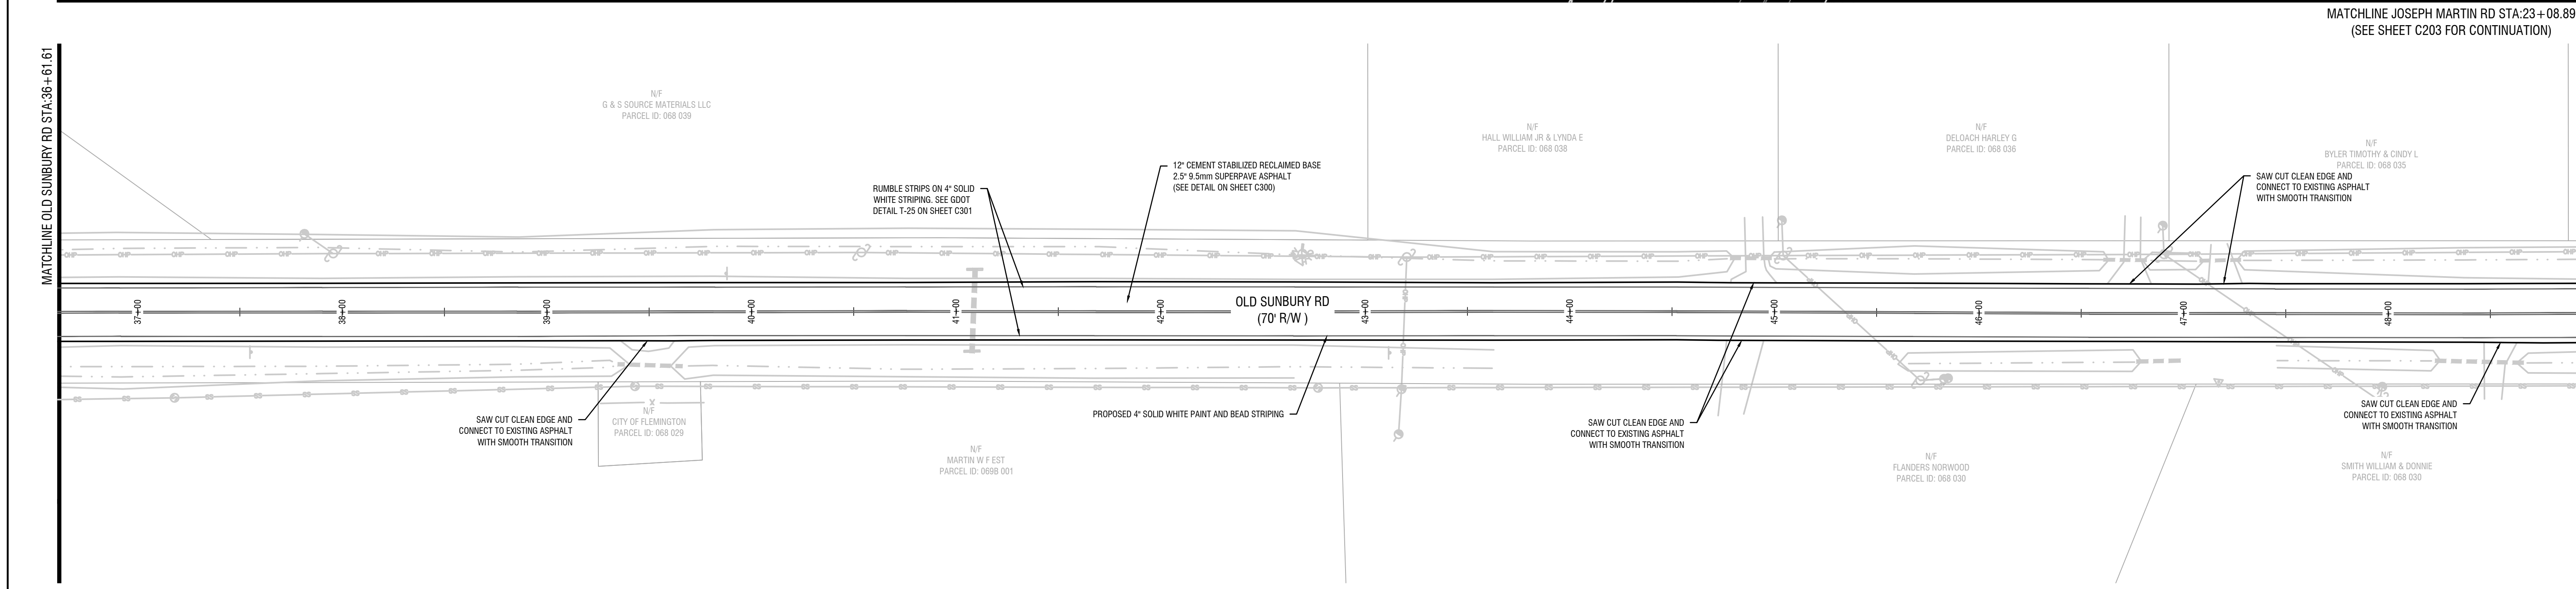 MATCHLINE JOSEPH MARTIN RD STA:23+08.89
(SEE SHEET C203 FOR CONTINUATION)
MATCHLINE OLD SUNBURY RD STA:36+61.61
N/F
G & S SOURCE MATERIALS LLC
PARCEL ID: 068 039
N/F
HALL WILLIAM JR & LYNDA E
PARCEL ID: 068 038
N/F
DELOACH HARLEY G
PARCEL ID: 068 036
N/F
BYLER TIMOTHY & CINDY L
PARCEL ID: 068 035
12" CEMENT STABILIZED RECLAIMED BASE
2.5" 9.5mm SUPERPAVE ASPHALT
(SEE DETAIL ON SHEET C300)
RUMBLE STRIPS ON 4" SOLID
WHITE STRIPING. SEE GDOT
DETAIL T-25 ON SHEET C301
SAW CUT CLEAN EDGE AND
CONNECT TO EXISTING ASPHALT
WITH SMOOTH TRANSITION
37+00
38+00
39+00
40+00
41+00
42+00
OLD SUNBURY RD
(70' R/W )
43+00
44+00
45+00
46+00
47+00
48+00
SAW CUT CLEAN EDGE AND
CONNECT TO EXISTING ASPHALT
WITH SMOOTH TRANSITION
N/F
CITY OF FLEMINGTON
PARCEL ID: 068 029
PROPOSED 4" SOLID WHITE PAINT AND BEAD STRIPING
SAW CUT CLEAN EDGE AND
CONNECT TO EXISTING ASPHALT
WITH SMOOTH TRANSITION
SAW CUT CLEAN EDGE AND
CONNECT TO EXISTING ASPHALT
WITH SMOOTH TRANSITION
N/F
MARTIN W F EST
PARCEL ID: 069B 001
N/F
FLANDERS NORWOOD
PARCEL ID: 068 030
N/F
SMITH WILLIAM & DONNIE
PARCEL ID: 068 030